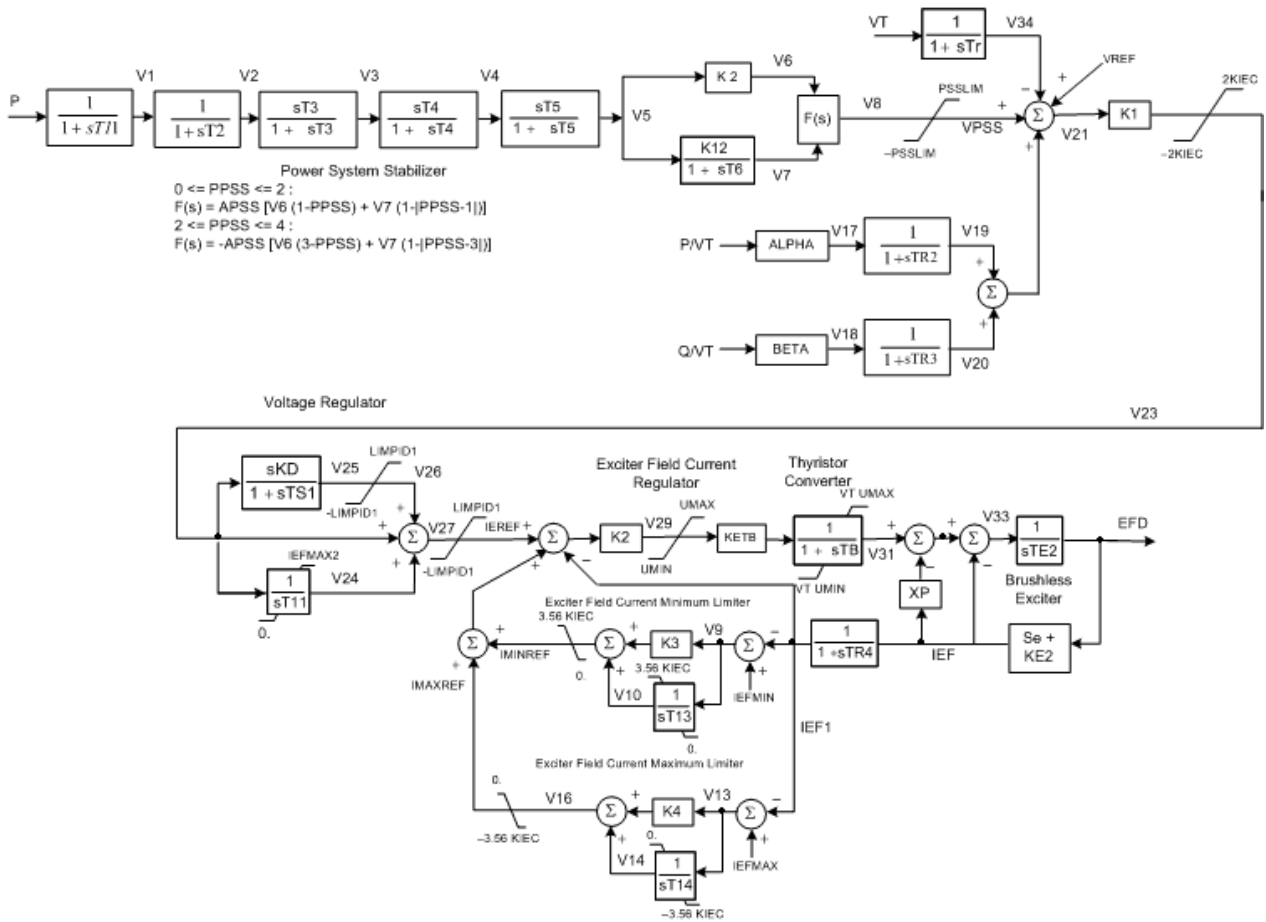 VT
1
1 + sTr
V34
VREF
+
−
+
+
Σ
V21
K1
2KIEC
−2KIEC
P
1
1 + sT11
V1
1
1 + sT2
V2
sT3
1 + sT3
V3
sT4
1 + sT4
V4
sT5
1 + sT5
V5
K 2
V6
K12
1 + sT6
V7
F(s)
V8
PSSLIM
−PSSLIM
VPSS
Power System Stabilizer
0 <= PPSS <= 2 :
F(s) = APSS [V6 (1-PPSS) + V7 (1-|PPSS-1|)]
2 <= PPSS <= 4 :
F(s) = -APSS [V6 (3-PPSS) + V7 (1-|PPSS-3|)]
P/VT
ALPHA
V17
1
1+sTR2
V19
+
Σ
+
Q/VT
BETA
V18
1
1+sTR3
V20
Voltage Regulator
V23
sKD
1 + sTS1
V25
LIMPID1
-LIMPID1
V26
+
+
+
Σ
V27
LIMPID1
-LIMPID1
IEREF
IEFMAX2
1
sT11
0.
V24
Exciter Field Current
Regulator
+
+
−
Σ
K2
V29
UMAX
UMIN
KETB
Thyristor
Converter
VT UMAX
1
1 + sTB
VT UMIN
V31
+
Σ
−
XP
+
Σ
−
V33
1
sTE2
EFD
Brushless
Exciter
Se +
KE2
IEF
1
1 +sTR4
Exciter Field Current Minimum Limiter
3.56 KIEC
0.
IMINREF
+
Σ
+
IMAXREF
Σ
+
+
K3
V9
Σ
−
+
IEFMIN
3.56 KIEC
V10
1
sT13
0.
IEF1
Exciter Field Current Maximum Limiter
0.
−3.56 KIEC
V16
Σ
+
+
K4
V13
Σ
−
+
IEFMAX
0.
V14
1
sT14
−3.56 KIEC